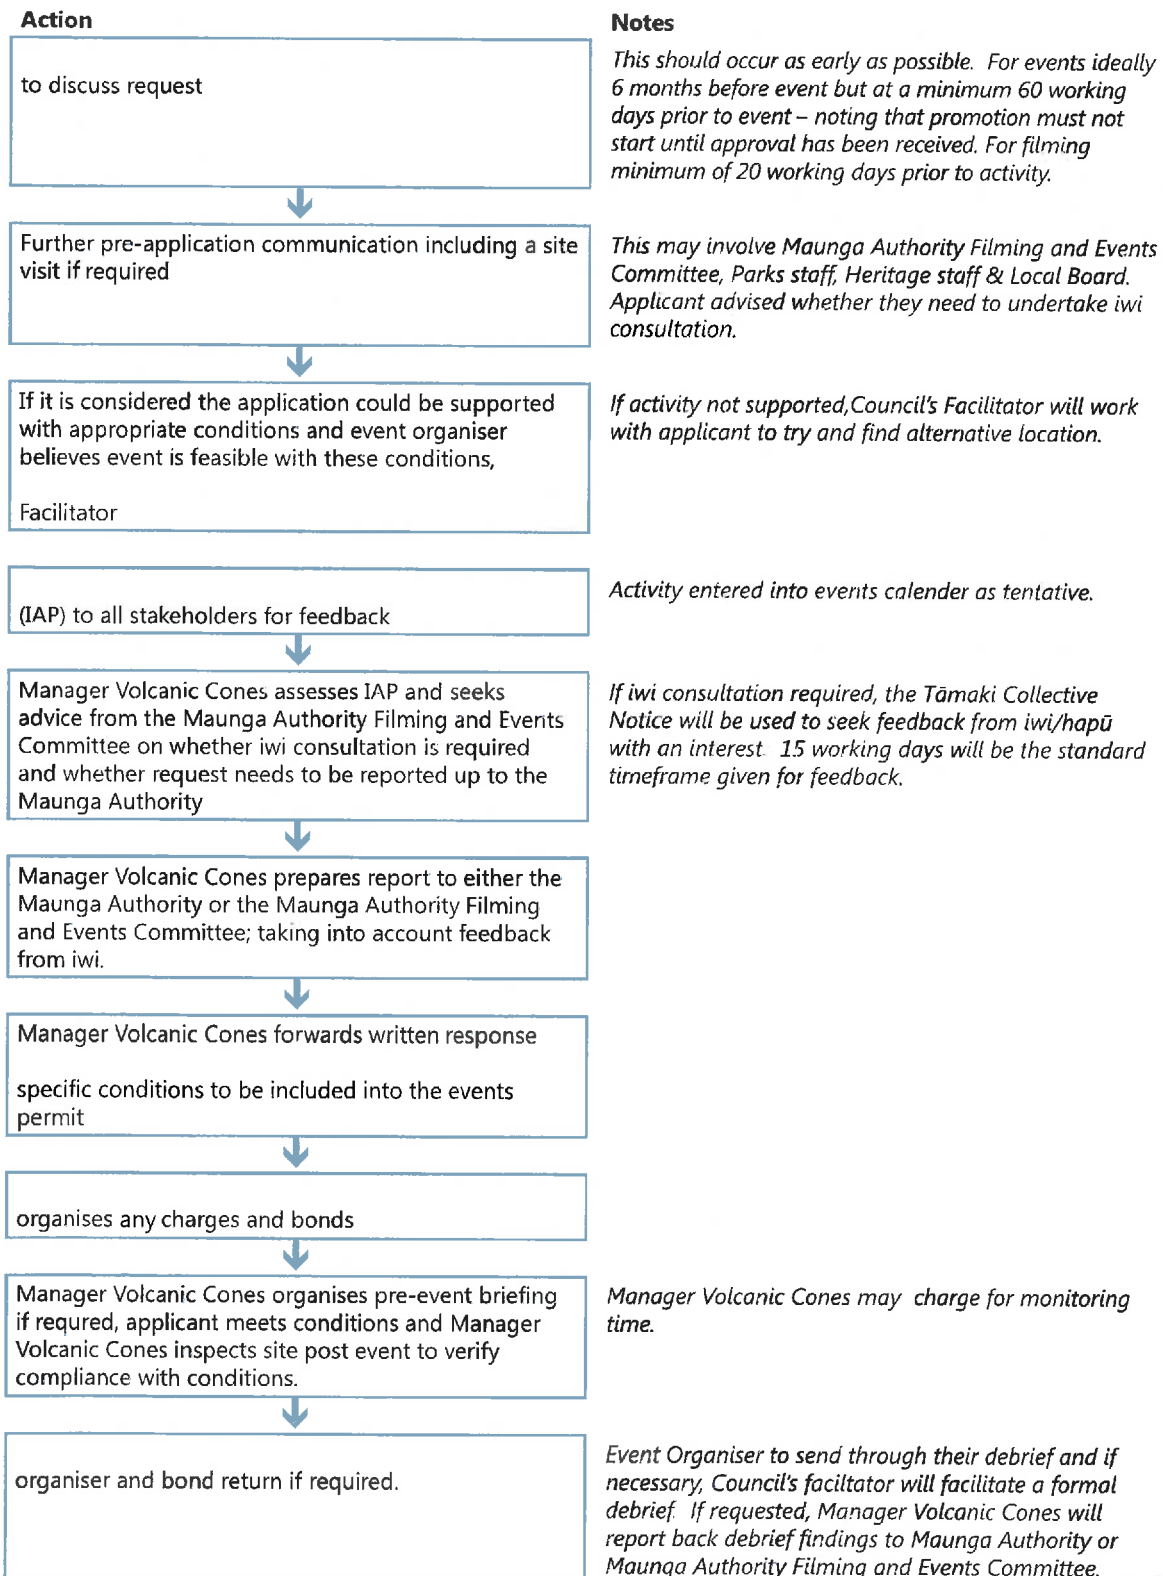 Action
Notes
to discuss request
This should occur as early as possible. For events ideally
6 months before event but at a minimum 60 working
days prior to event – noting that promotion must not
start until approval has been received. For filming
minimum of 20 working days prior to activity.
Further pre-application communication including a site
visit if required
This may involve Maunga Authority Filming and Events
Committee, Parks staff, Heritage staff & Local Board.
Applicant advised whether they need to undertake iwi
consultation.
If it is considered the application could be supported
with appropriate conditions and event organiser
believes event is feasible with these conditions,
Facilitator
If activity not supported,Council's Facilitator will work
with applicant to try and find alternative location.
(IAP) to all stakeholders for feedback
Activity entered into events calender as tentative.
Manager Volcanic Cones assesses IAP and seeks
advice from the Maunga Authority Filming and Events
Committee on whether iwi consultation is required
and whether request needs to be reported up to the
Maunga Authority
If iwi consultation required, the Tāmaki Collective
Notice will be used to seek feedback from iwi/hapū
with an interest 15 working days will be the standard
timeframe given for feedback.
Manager Volcanic Cones prepares report to either the
Maunga Authority or the Maunga Authority Filming
and Events Committee; taking into account feedback
from iwi.
Manager Volcanic Cones forwards written response
specific conditions to be included into the events
permit
organises any charges and bonds
Manager Volcanic Cones organises pre-event briefing
if requred, applicant meets conditions and Manager
Volcanic Cones inspects site post event to verify
compliance with conditions.
Manager Volcanic Cones may charge for monitoring
time.
organiser and bond return if required.
Event Organiser to send through their debrief and if
necessary, Council's faciltator will facilitate a formal
debrief. If requested, Manager Volcanic Cones will
report back debrief findings to Maunga Authority or
Maunga Authority Filming and Events Committee.